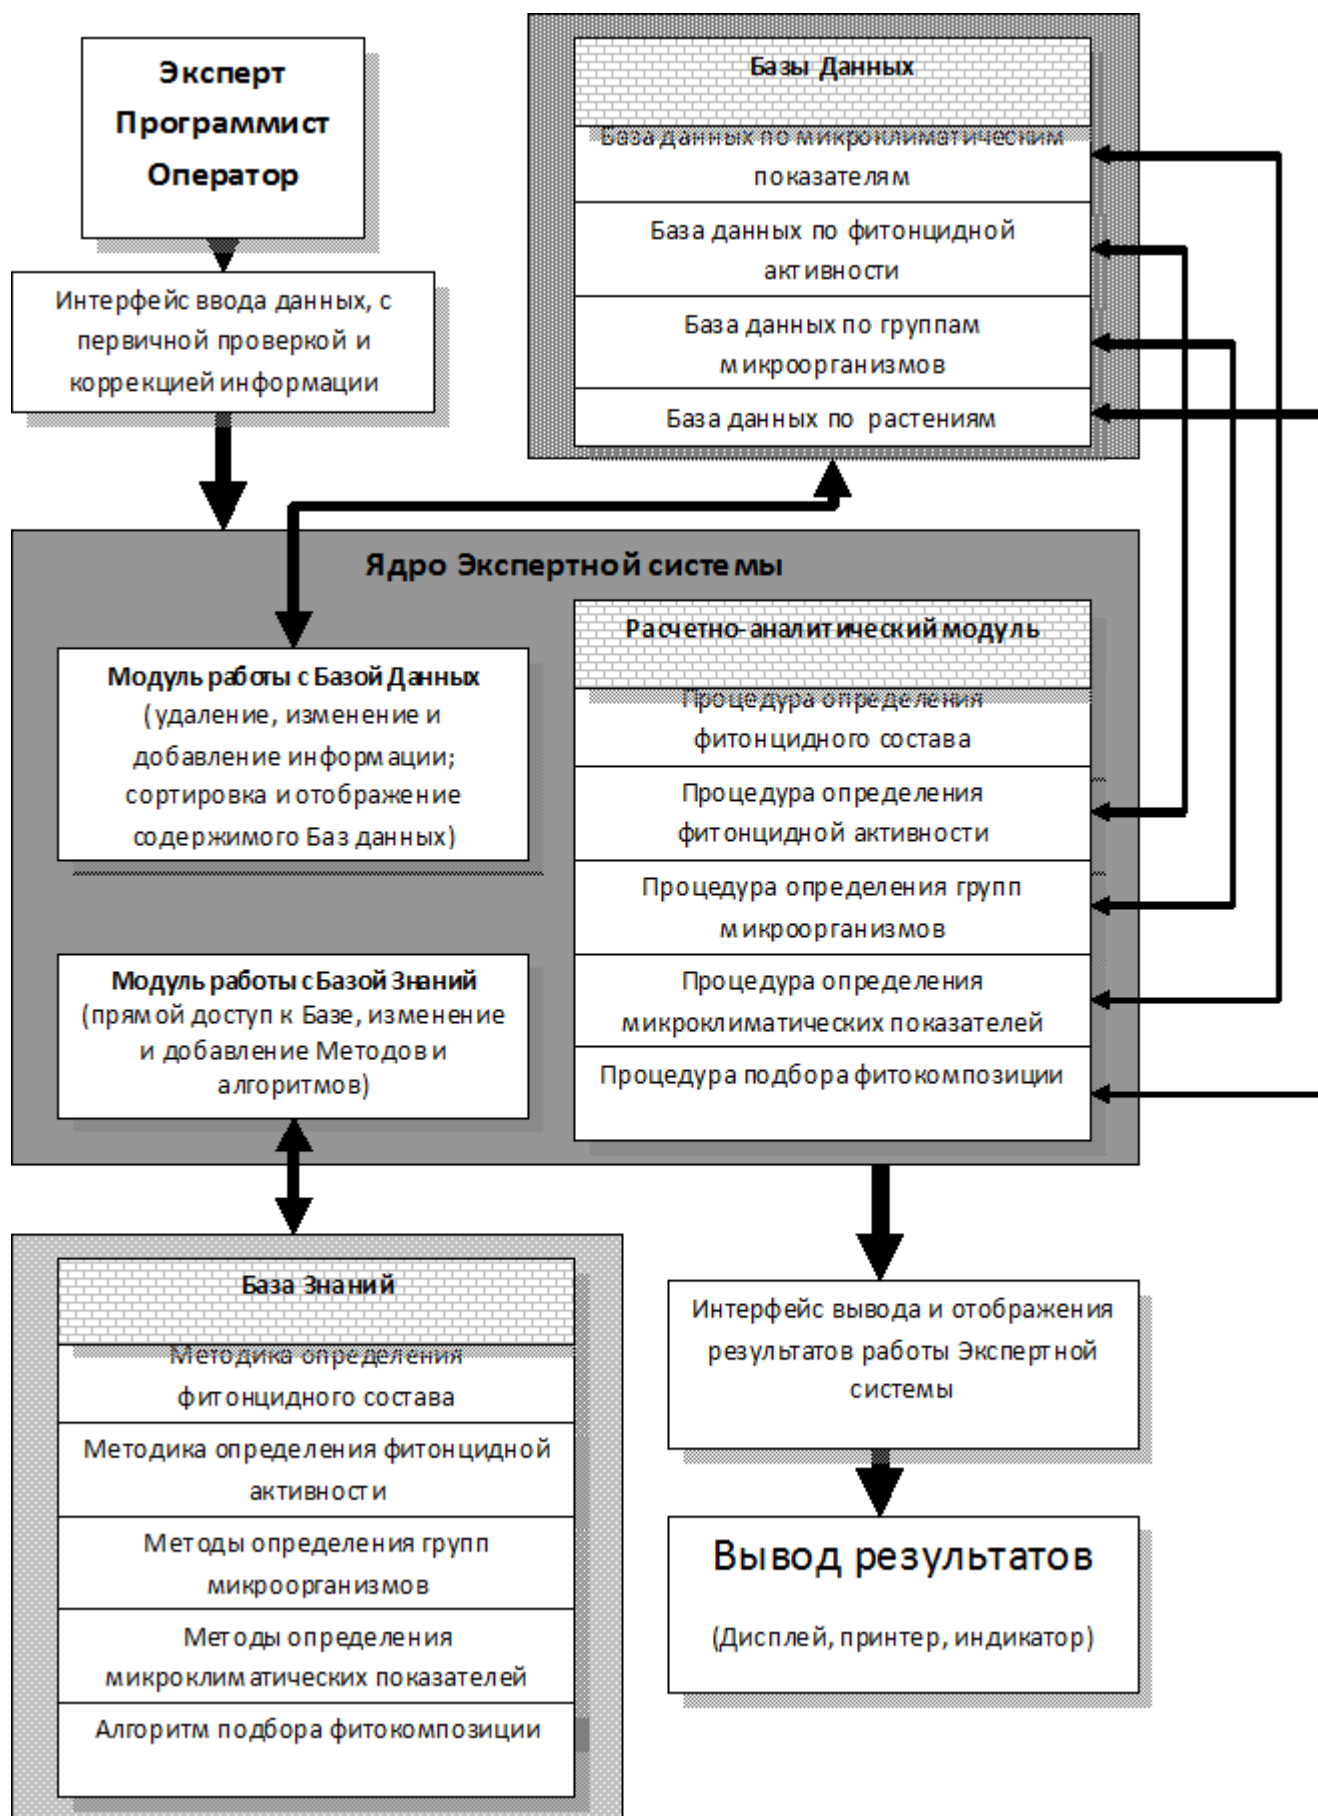 Эксперт
Программист
Оператор
Интерфейс ввода данных, с
первичной проверкой и
коррекцией информации
Базы Данных
База данных по микроклиматическим
показателям
База данных по фитонцидной
активности
База данных по группам
микроорганизмов
База данных по растениям
Ядро Экспертной системы
Модуль работы с Базой Данных
(удаление, изменение и
добавление информации;
сортировка и отображение
содержимого Баз данных)
Модуль работы с Базой Знаний
(прямой доступ к Базе, изменение
и добавление Методов и
алгоритмов)
Расчетно-аналитический модуль
Процедура определения
фитонцидного состава
Процедура определения
фитонцидной активности
Процедура определения групп
микроорганизмов
Процедура определения
микроклиматических показателей
Процедура подбора фитокомпозиции
База Знаний
Методика определения
фитонцидного состава
Методика определения фитонцидной
активности
Методы определения групп
микроорганизмов
Методы определения
микроклиматических показателей
Алгоритм подбора фитокомпозиции
Интерфейс вывода и отображения
результатов работы Экспертной
системы
Вывод результатов
(Дисплей, принтер, индикатор)